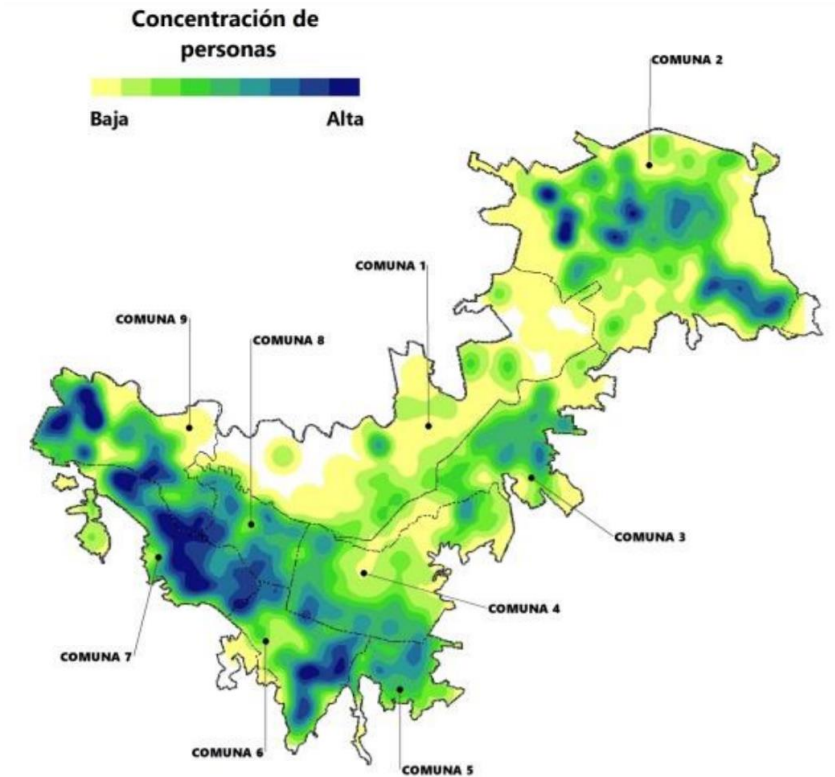 Concentración de
personas
Baja
Alta
COMUNA 2
COMUNA 1
COMUNA 9
COMUNA 8
COMUNA 3
COMUNA 4
COMUNA 7
COMUNA 6
COMUNA 5